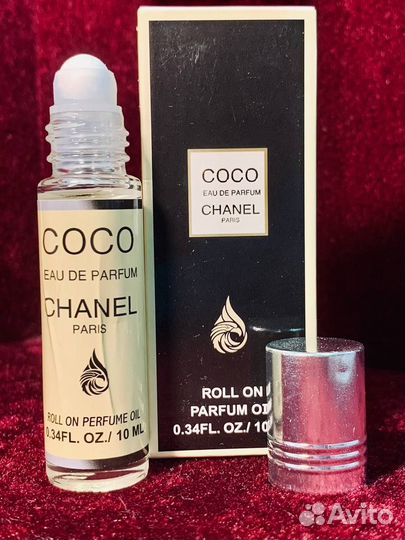 COCO
EAU DE PARFUM
CHANEL
PARIS
ROLL ON PERFUME OIL
0.34FL. OZ./ 10 ML
COCO
EAU DE PARFUM
CHANEL
PARIS
ROLL ON
PARFUM OI
0.34FL. OZ./ 10
Avito